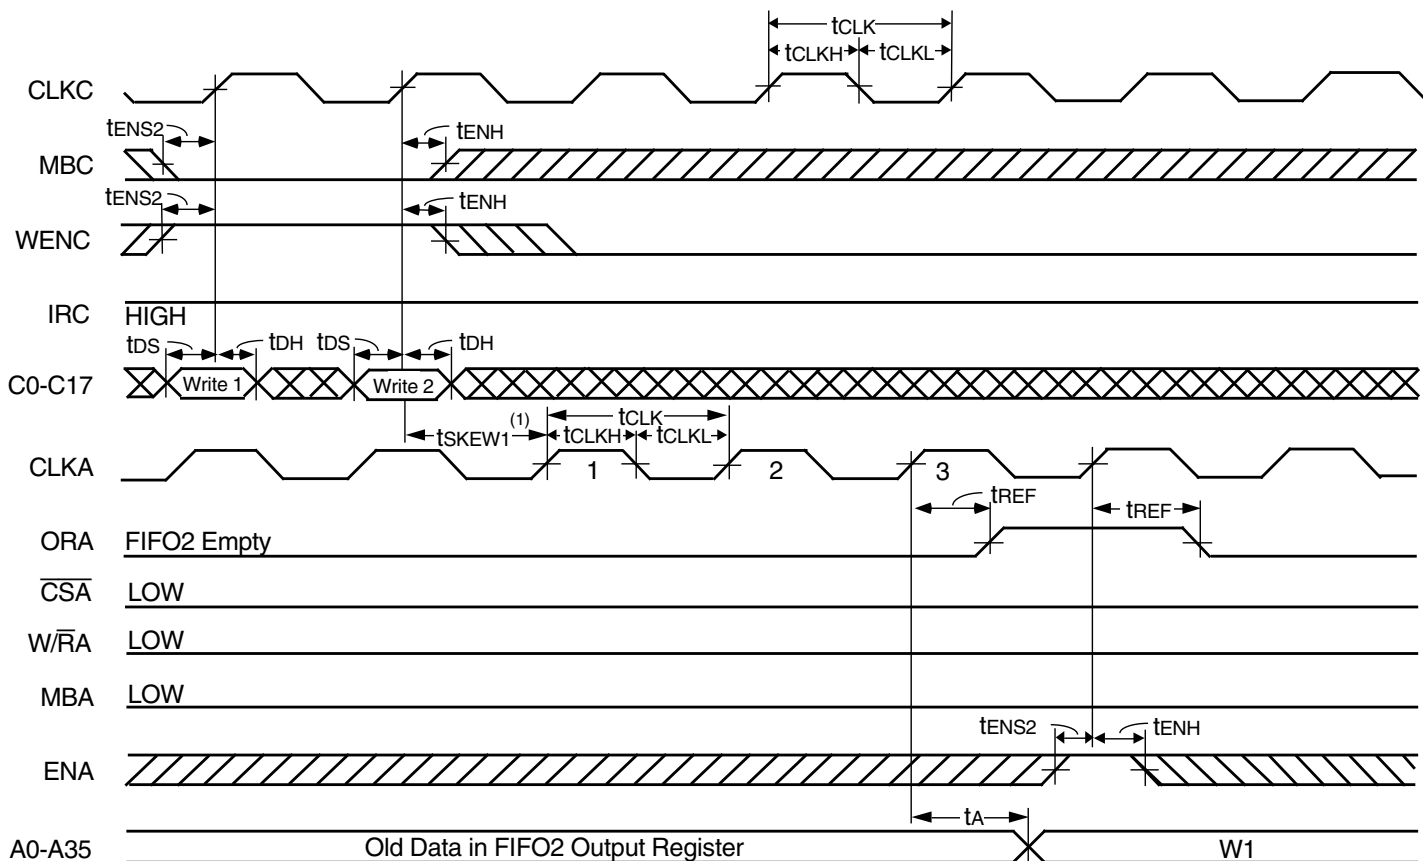 tCLK
tCLKH tCLKL
CLKC
tENS2 tENH
MBC
tENS2 tENH
WENC
IRC HIGH
tDS tDH tDS tDH
C0-C17 Write 1 Write 2
tSKEW1(1) tCLK
tCLKH tCLKL
CLKA 1 2 3
tREF tREF
ORA FIFO2 Empty
CSA LOW
W/RA LOW
MBA LOW
tENS2 tENH
ENA
tA
A0-A35 Old Data in FIFO2 Output Register W1